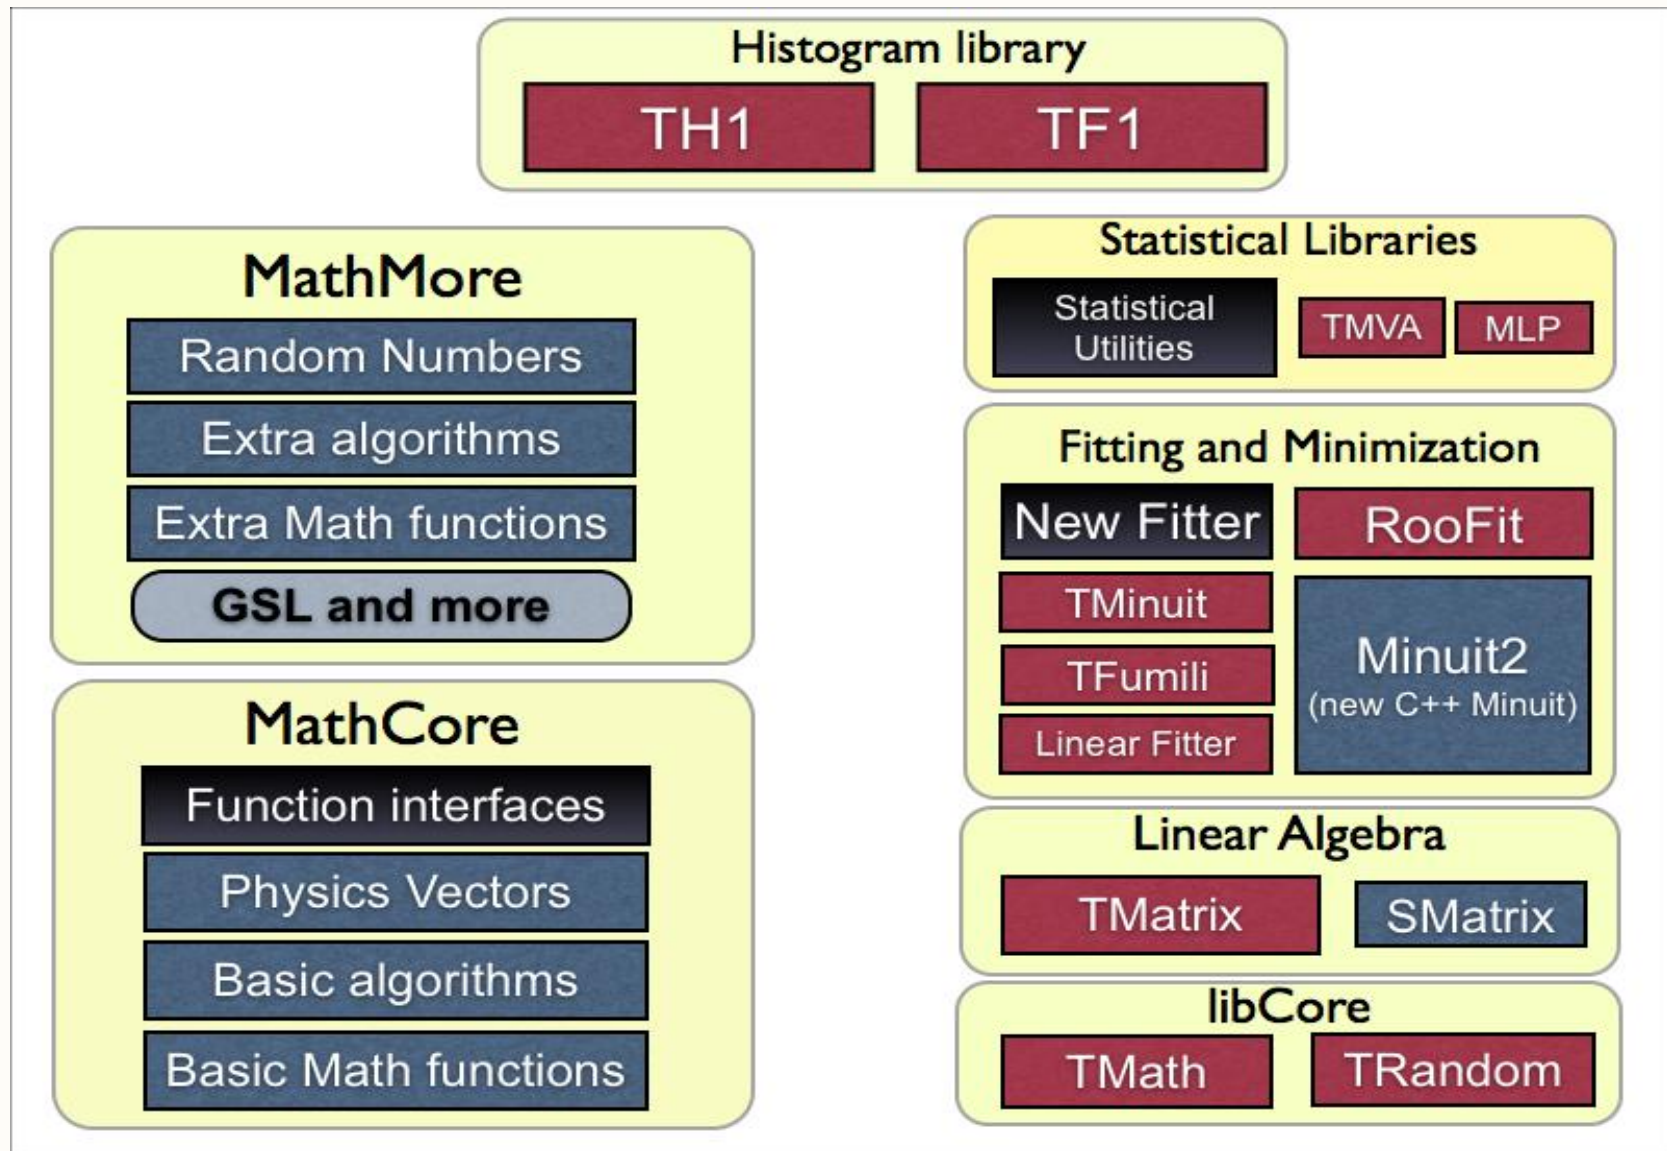 Histogram library
TH1
TF1
MathMore
Random Numbers
Extra algorithms
Extra Math functions
GSL and more
MathCore
Function interfaces
Physics Vectors
Basic algorithms
Basic Math functions
Statistical Libraries
Statistical
Utilities
TMVA
MLP
Fitting and Minimization
New Fitter
RooFit
TMinuit
TFumili
Linear Fitter
Minuit2
(new C++ Minuit)
Linear Algebra
TMatrix
SMatrix
libCore
TMath
TRandom